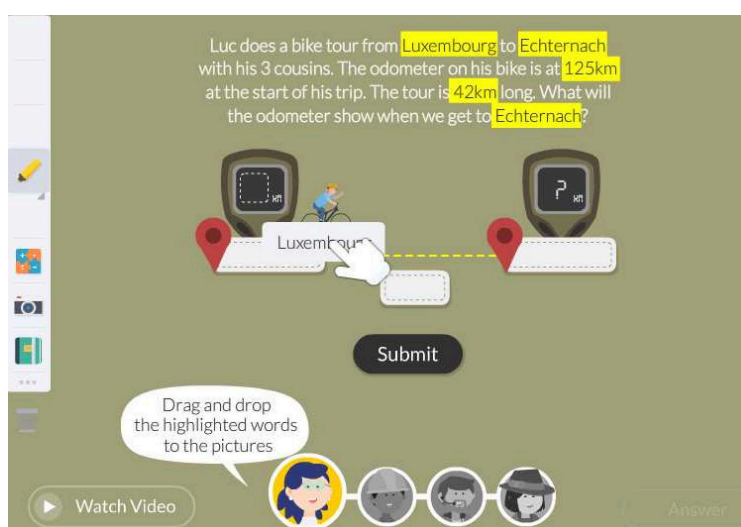 Luc does a bike tour from Luxembourg to Echternach
with his 3 cousins. The odometer on his bike is at 125km
at the start of his trip. The tour is 42km long. What will
the odometer show when we get to Echternach?
KM
? KM
Luxembourg
Submit
Drag and drop
the highlighted words
to the pictures
Watch Video
Answer